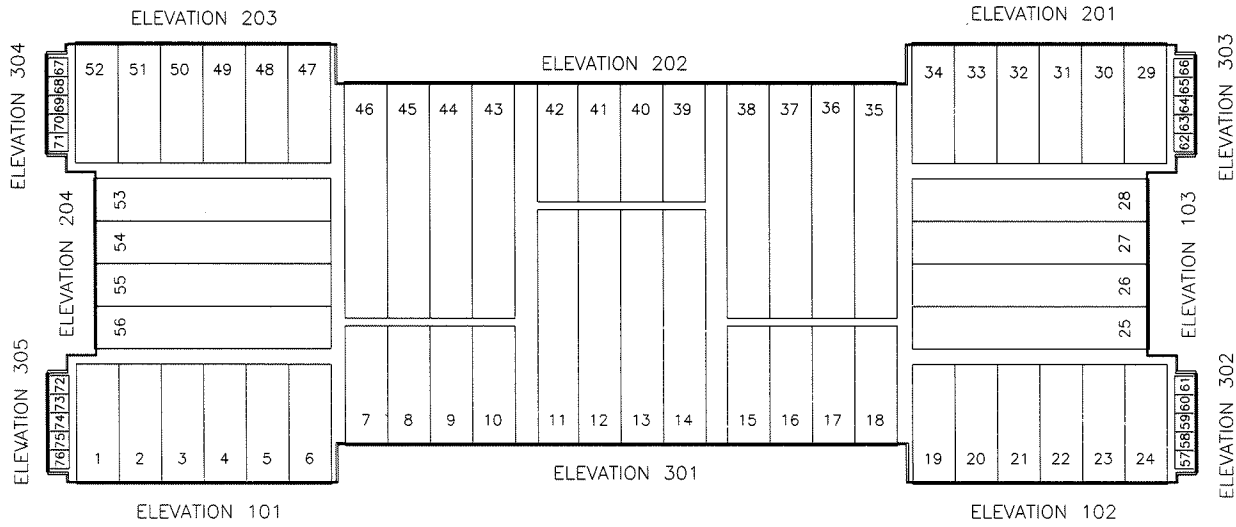 ELEVATION 203
ELEVATION 201
ELEVATION 202
ELEVATION 304
67 68 69 70 71
52 51 50 49 48 47
46 45 44 43
42 41 40 39
38 37 36 35
34 33 32 31 30 29
66 65 64 63 62
ELEVATION 303
ELEVATION 204
53
54
55
56
28
27
26
25
ELEVATION 103
ELEVATION 305
72 73 74 75 76
1 2 3 4 5 6
7 8 9 10
11 12 13 14
15 16 17 18
19 20 21 22 23 24
61 60 59 58 57
ELEVATION 302
ELEVATION 301
ELEVATION 101
ELEVATION 102